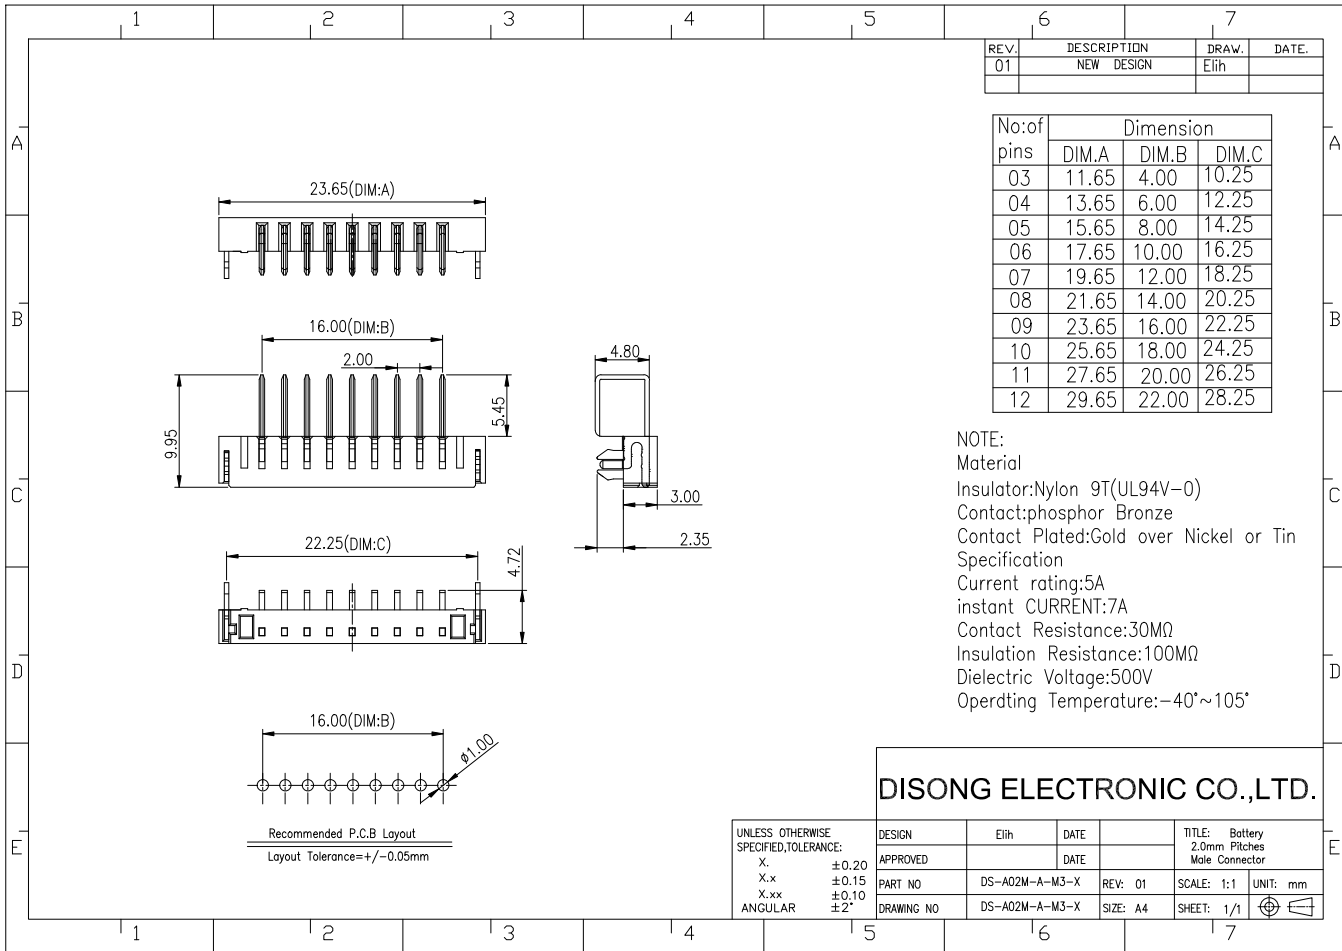 1 2 3 4 5 6 7
REV. DESCRIPTION DRAW. DATE.
01 NEW DESIGN Elih
A A
B B
C C
D D
E E
No:of pins Dimension
DIM.A DIM.B DIM.C
03 11.65 4.00 10.25
04 13.65 6.00 12.25
05 15.65 8.00 14.25
06 17.65 10.00 16.25
07 19.65 12.00 18.25
08 21.65 14.00 20.25
09 23.65 16.00 22.25
10 25.65 18.00 24.25
11 27.65 20.00 26.25
12 29.65 22.00 28.25
23.65(DIM:A)
16.00(DIM:B)
2.00
5.45
9.95
4.80
3.00
2.35
22.25(DIM:C)
4.72
16.00(DIM:B)
ø1.00
Recommended P.C.B Layout
Layout Tolerance=+/-0.05mm
NOTE:
Material
Insulator:Nylon 9T(UL94V-0)
Contact:phosphor Bronze
Contact Plated:Gold over Nickel or Tin
Specification
Current rating:5A
instant CURRENT:7A
Contact Resistance:30MΩ
Insulation Resistance:100MΩ
Dielectric Voltage:500V
Operdting Temperature:-40°~105°
DISONG ELECTRONIC CO.,LTD.
UNLESS OTHERWISE
SPECIFIED,TOLERANCE:
X. ±0.20
X.x ±0.15
X.xx ±0.10
ANGULAR ±2°
DESIGN Elih DATE
APPROVED DATE
TITLE: Battery
2.0mm Pitches
Male Connector
PART NO DS-A02M-A-M3-X REV: 01 SCALE: 1:1 UNIT: mm
DRAWING NO DS-A02M-A-M3-X SIZE: A4 SHEET: 1/1
1 2 3 4 5 6 7